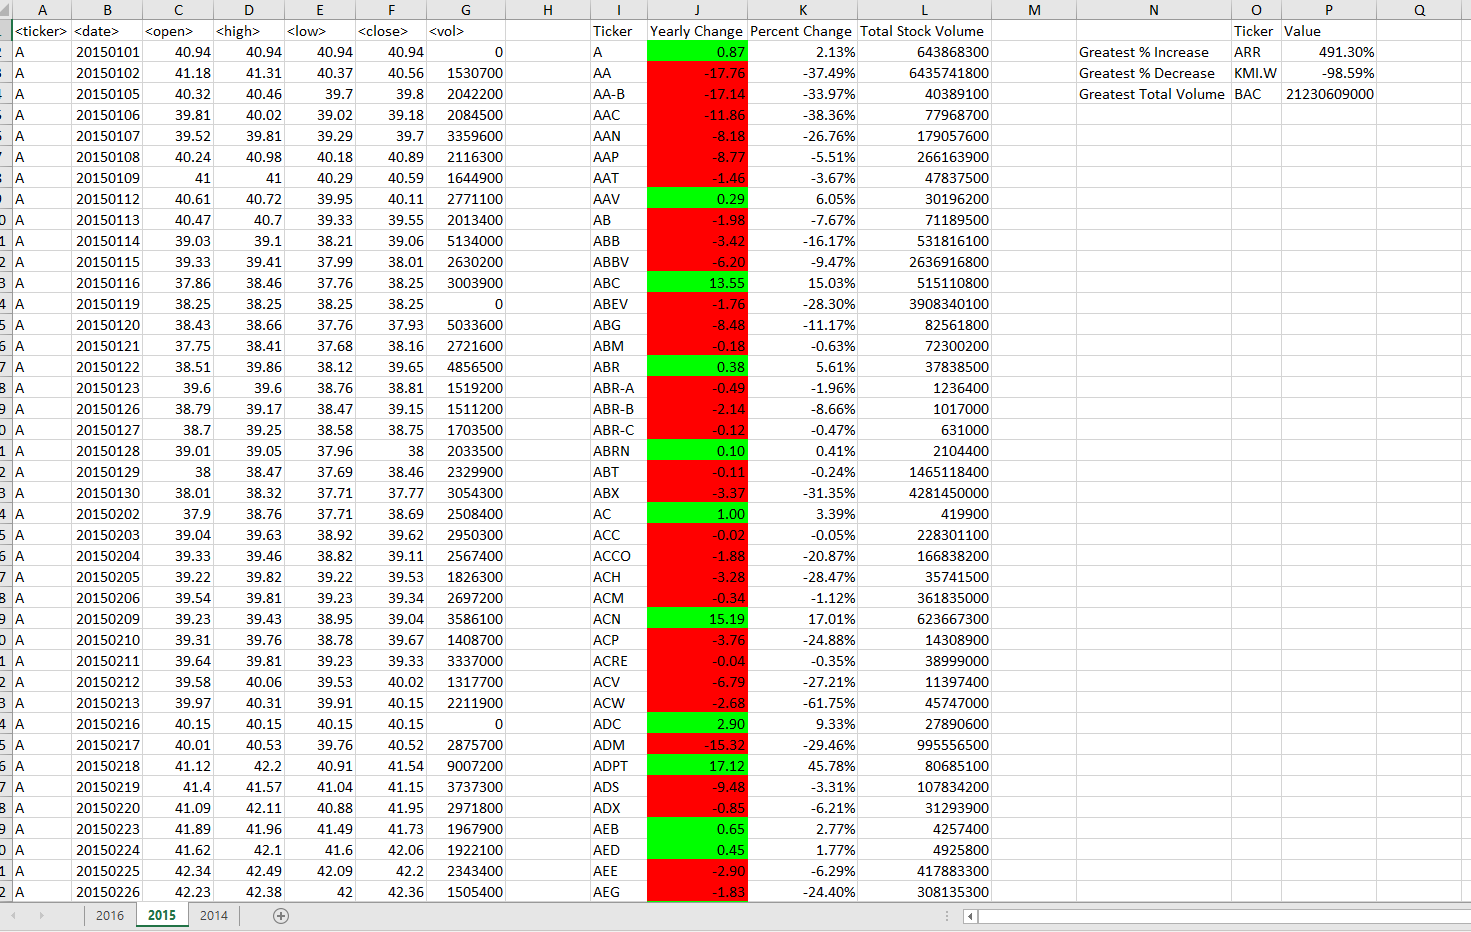 A B C D E F G H I J K L M N O P Q
<ticker> <date> <open> <high> <low> <close> <vol> Ticker Yearly Change Percent Change Total Stock Volume Ticker Value
A 20150101 40.94 40.94 40.94 40.94 0 A 0.87 2.13% 643868300 Greatest % Increase ARR 491.30%
A 20150102 41.18 41.31 40.37 40.56 1530700 AA -17.76 -37.49% 6435741800 Greatest % Decrease KMI.W -98.59%
A 20150105 40.32 40.46 39.7 39.8 2042200 AA-B -17.14 -33.97% 40389100 Greatest Total Volume BAC 21230609000
A 20150106 39.81 40.02 39.02 39.18 2084500 AAC -11.86 -38.36% 77968700
A 20150107 39.52 39.81 39.29 39.7 3359600 AAN -8.18 -26.76% 179057600
A 20150108 40.24 40.98 40.18 40.89 2116300 AAP -8.77 -5.51% 266163900
A 20150109 41 41 40.29 40.59 1644900 AAT -1.46 -3.67% 47837500
A 20150112 40.61 40.72 39.95 40.11 2771100 AAV 0.29 6.05% 30196200
A 20150113 40.47 40.7 39.33 39.55 2013400 AB -1.98 -7.67% 71189500
A 20150114 39.03 39.1 38.21 39.06 5134000 ABB -3.42 -16.17% 531816100
A 20150115 39.33 39.41 37.99 38.01 2630200 ABBV -6.20 -9.47% 2636916800
A 20150116 37.86 38.46 37.76 38.25 3003900 ABC 13.55 15.03% 515110800
A 20150119 38.25 38.25 38.25 38.25 0 ABEV -1.76 -28.30% 3908340100
A 20150120 38.43 38.66 37.76 37.93 5033600 ABG -8.48 -11.17% 82561800
A 20150121 37.75 38.41 37.68 38.16 2721600 ABM -0.18 -0.63% 72300200
A 20150122 38.51 39.86 38.12 39.65 4856500 ABR 0.38 5.61% 37838500
A 20150123 39.6 39.6 38.76 38.81 1519200 ABR-A -0.49 -1.96% 1236400
A 20150126 38.79 39.17 38.47 39.15 1511200 ABR-B -2.14 -8.66% 1017000
A 20150127 38.7 39.25 38.58 38.75 1703500 ABR-C -0.12 -0.47% 631000
A 20150128 39.01 39.05 37.96 38 2033500 ABRN 0.10 0.41% 2104400
A 20150129 38 38.47 37.69 38.46 2329900 ABT -0.11 -0.24% 1465118400
A 20150130 38.01 38.32 37.71 37.77 3054300 ABX -3.37 -31.35% 4281450000
A 20150202 37.9 38.76 37.71 38.69 2508400 AC 1.00 3.39% 419900
A 20150203 39.04 39.63 38.92 39.62 2950300 ACC -0.02 -0.05% 228301100
A 20150204 39.33 39.46 38.82 39.11 2567400 ACCO -1.88 -20.87% 166838200
A 20150205 39.22 39.82 39.22 39.53 1826300 ACH -3.28 -28.47% 35741500
A 20150206 39.54 39.81 39.23 39.34 2697200 ACM -0.34 -1.12% 361835000
A 20150209 39.23 39.43 38.95 39.04 3586100 ACN 15.19 17.01% 623667300
A 20150210 39.31 39.76 38.78 39.67 1408700 ACP -3.76 -24.88% 14308900
A 20150211 39.64 39.81 39.23 39.33 3337000 ACRE -0.04 -0.35% 38999000
A 20150212 39.58 40.06 39.53 40.02 1317700 ACV -6.79 -27.21% 11397400
A 20150213 39.97 40.31 39.91 40.15 2211900 ACW -2.68 -61.75% 45747000
A 20150216 40.15 40.15 40.15 40.15 0 ADC 2.90 9.33% 27890600
A 20150217 40.01 40.53 39.76 40.52 2875700 ADM -15.32 -29.46% 995556500
A 20150218 41.12 42.2 40.91 41.54 9007200 ADPT 17.12 45.78% 80685100
A 20150219 41.4 41.57 41.04 41.15 3737300 ADS -9.48 -3.31% 107834200
A 20150220 41.09 42.11 40.88 41.95 2971800 ADX -0.85 -6.21% 31293900
A 20150223 41.89 41.96 41.49 41.73 1967900 AEB 0.65 2.77% 4257400
A 20150224 41.62 42.1 41.6 42.06 1922100 AED 0.45 1.77% 4925800
A 20150225 42.34 42.49 42.09 42.2 2343400 AEE -2.90 -6.29% 417883300
A 20150226 42.23 42.38 42 42.36 1505400 AEG -1.83 -24.40% 308135300
2016 2015 2014